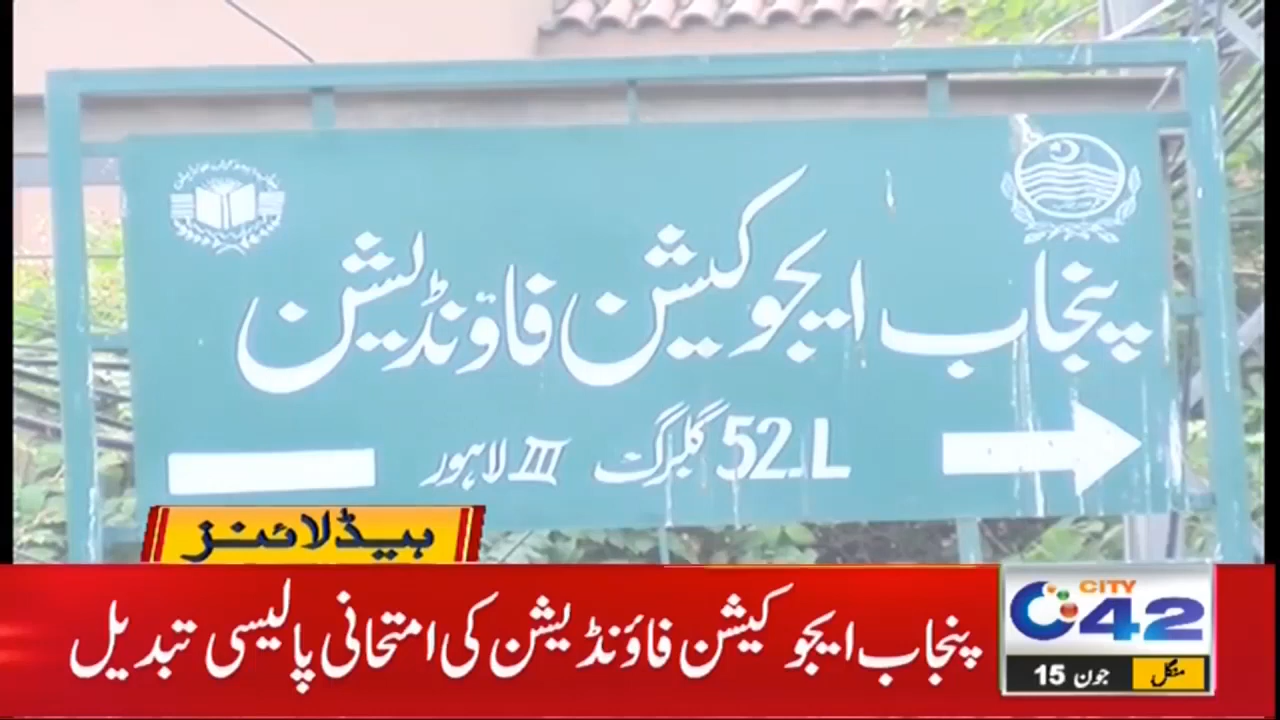 پنجاب ایجوکیشن فاؤنڈیشن
52-L گلبرگ III لاہور
ہیڈلائنز
پنجاب ایجوکیشن فاؤنڈیشن کی امتحانی پالیسی تبدیل
CITY
42
منگل
15 جون